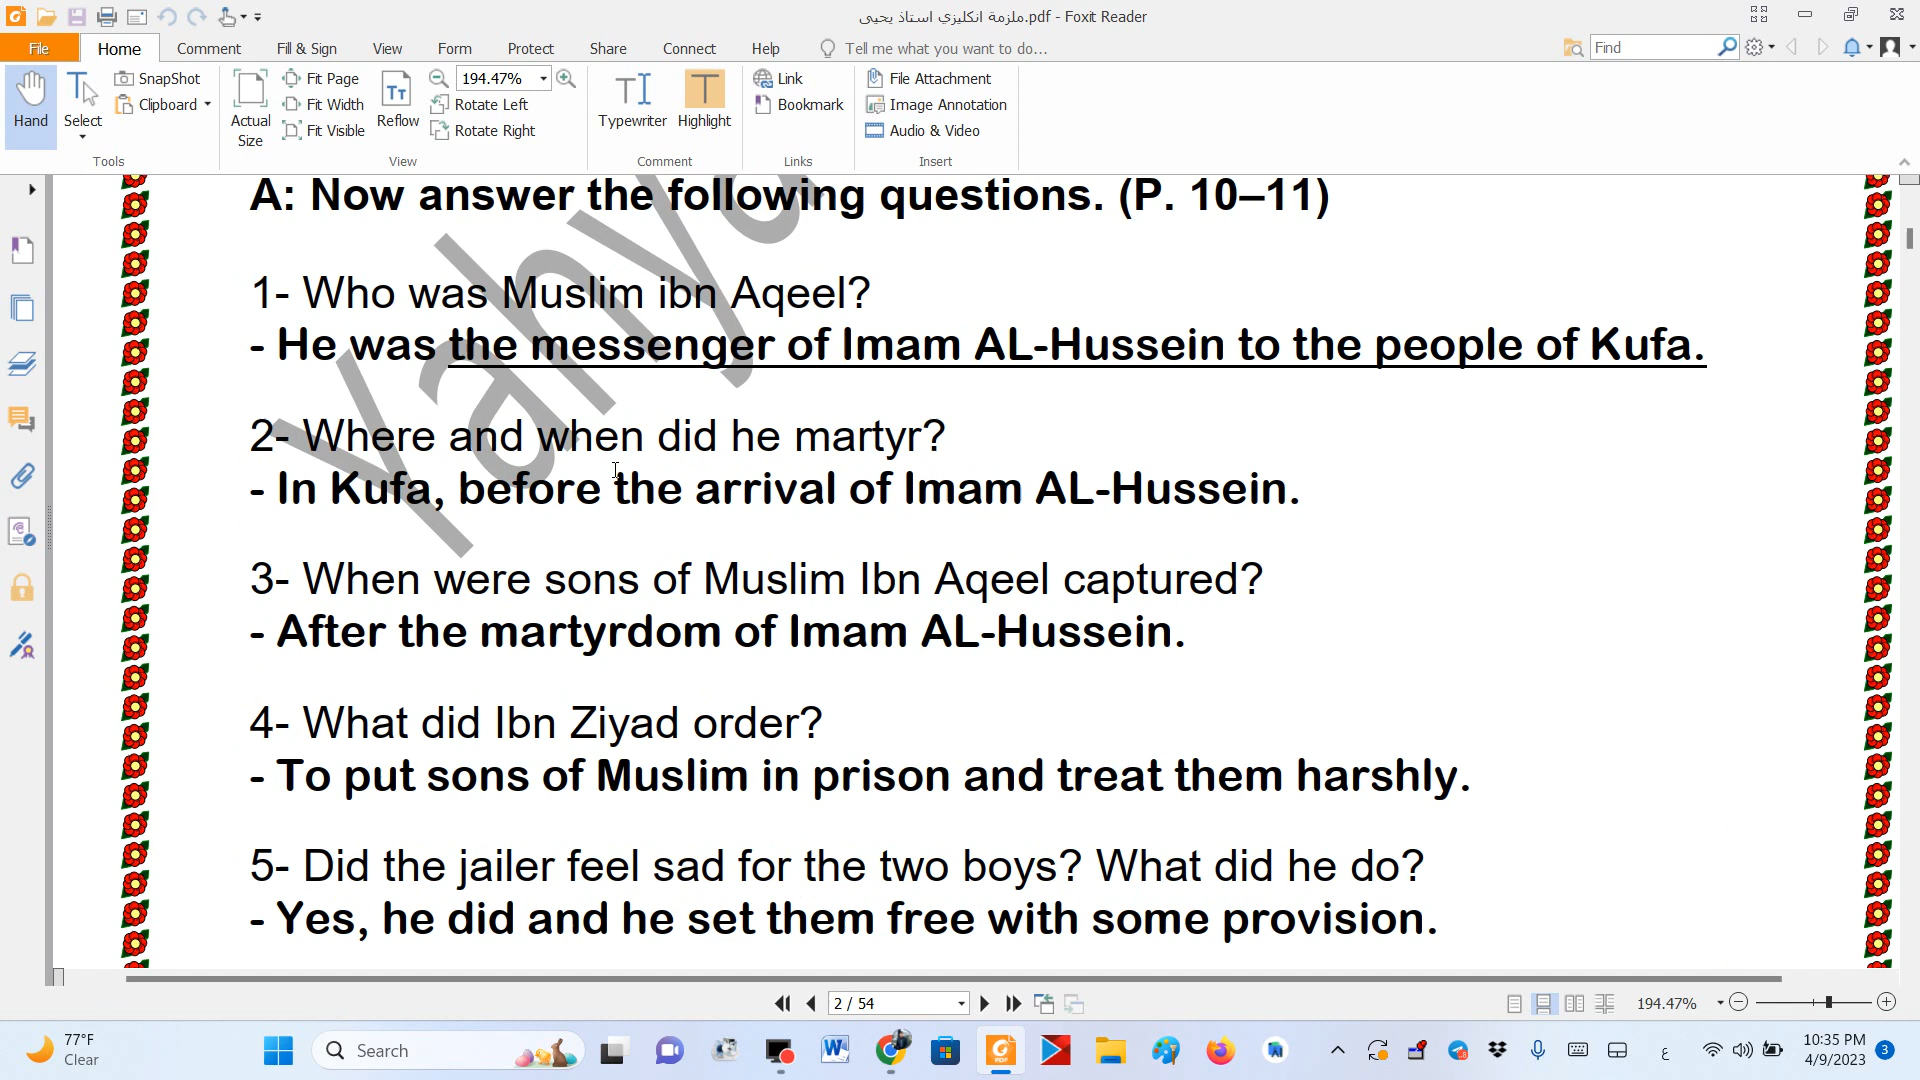 ملزمة انكليزي استاذ يحيى.pdf - Foxit Reader
File Home Comment Fill & Sign View Form Protect Share Connect Help Tell me what you want to do... Find
Hand Select SnapShot Clipboard
Tools
Actual Size Fit Page Fit Width Fit Visible Reflow 194.47% Rotate Left Rotate Right
View
Typewriter Highlight
Comment
Link Bookmark
Links
File Attachment Image Annotation Audio & Video
Insert
A: Now answer the following questions. (P. 10–11)
1- Who was Muslim ibn Aqeel?
- He was the messenger of Imam AL-Hussein to the people of Kufa.
2- Where and when did he martyr?
- In Kufa, before the arrival of Imam AL-Hussein.
3- When were sons of Muslim Ibn Aqeel captured?
- After the martyrdom of Imam AL-Hussein.
4- What did Ibn Ziyad order?
- To put sons of Muslim in prison and treat them harshly.
5- Did the jailer feel sad for the two boys? What did he do?
- Yes, he did and he set them free with some provision.
Yahya
2 / 54 194.47%
77°F
Clear
Search
ع
10:35 PM
4/9/2023
3